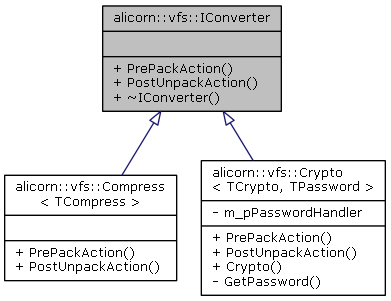 alicorn::vfs::IConverter
+ PrePackAction()
+ PostUnpackAction()
+ ~IConverter()
alicorn::vfs::Compress
< TCompress >
+ PrePackAction()
+ PostUnpackAction()
alicorn::vfs::Crypto
< TCrypto, TPassword >
- m_pPasswordHandler
+ PrePackAction()
+ PostUnpackAction()
+ Crypto()
- GetPassword()